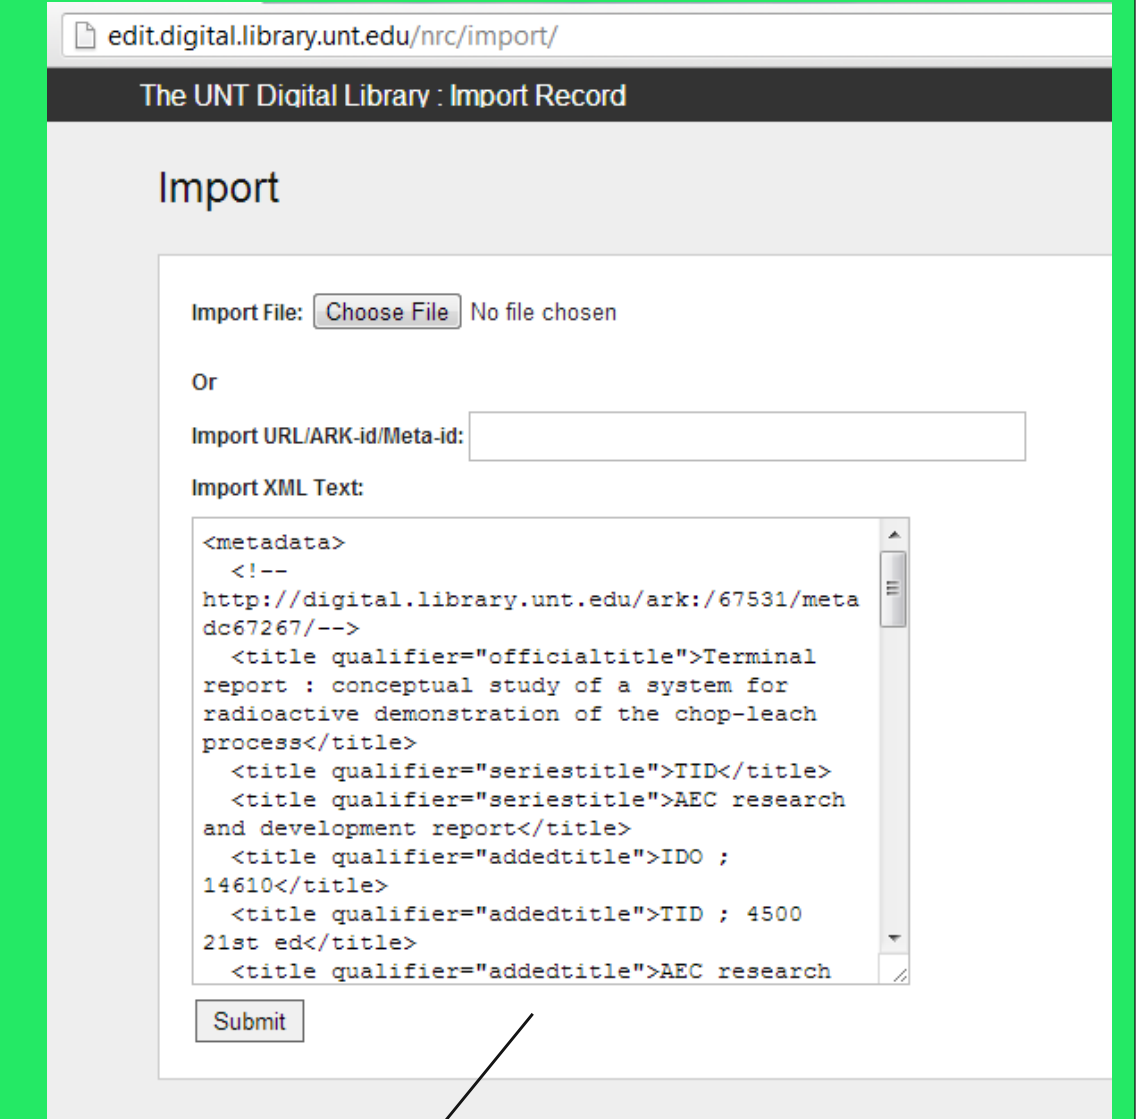 edit.digital.library.unt.edu/nrc/import/
The UNT Digital Library : Import Record
Import
Import File: Choose File No file chosen
Or
Import URL/ARK-id/Meta-id:
Import XML Text:
<metadata>
<!--
http://digital.library.unt.edu/ark:/67531/meta
dc67267/-->
<title qualifier="officialtitle">Terminal
report : conceptual study of a system for
radioactive demonstration of the chop-leach
process</title>
<title qualifier="seriestitle">TID</title>
<title qualifier="seriestitle">AEC research
and development report</title>
<title qualifier="addedtitle">IDO ;
14610</title>
<title qualifier="addedtitle">TID ; 4500
21st ed</title>
<title qualifier="addedtitle">AEC research
Submit